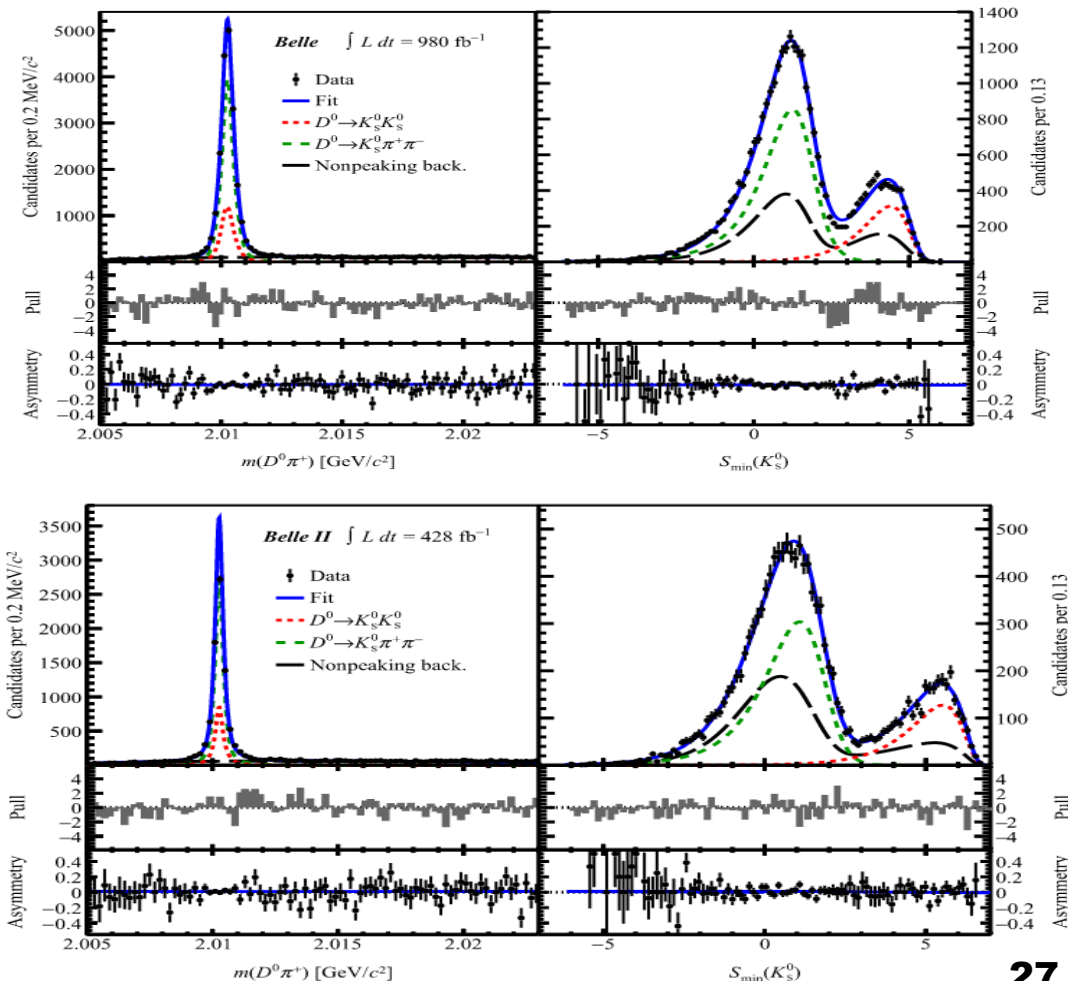 Candidates per 0.2 MeV/c²
5000
4000
3000
2000
1000
Belle ∫ L dt = 980 fb⁻¹
Data
Fit
D⁰→K⁰ₛK⁰ₛ
D⁰→K⁰ₛπ⁺π⁻
Nonpeaking back.
1400
1200
1000
800
600
400
200
Candidates per 0.13
Pull
4
2
0
−2
−4
4
2
0
−2
−4
Pull
Asymmetry
0.4
0.2
0
−0.2
−0.4
0.4
0.2
0
−0.2
−0.4
Asymmetry
2.005 2.01 2.015 2.02
−5 0 5
m(D⁰π⁺) [GeV/c²]
Sₘᵢₙ(K⁰ₛ)
Candidates per 0.2 MeV/c²
3500
3000
2500
2000
1500
1000
500
Belle II ∫ L dt = 428 fb⁻¹
Data
Fit
D⁰→K⁰ₛK⁰ₛ
D⁰→K⁰ₛπ⁺π⁻
Nonpeaking back.
500
400
300
200
100
Candidates per 0.13
Pull
4
2
0
−2
−4
4
2
0
−2
−4
Pull
Asymmetry
0.4
0.2
0
−0.2
−0.4
0.4
0.2
0
−0.2
−0.4
Asymmetry
2.005 2.01 2.015 2.02
−5 0 5
m(D⁰π⁺) [GeV/c²]
Sₘᵢₙ(K⁰ₛ)
27